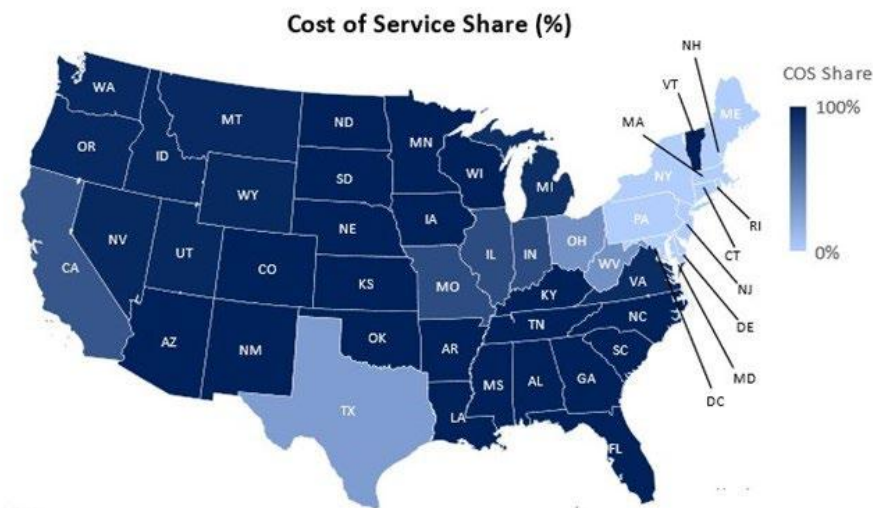 Cost of Service Share (%)
NH
VT
MA
COS Share
100%
0%
WA
MT
ND
MN
ME
OR
ID
WY
SD
WI
MI
NY
NV
UT
CO
NE
IA
IL
IN
OH
PA
RI
CT
CA
KS
MO
KY
WV
VA
NJ
DE
MD
DC
AZ
NM
OK
AR
TN
NC
SC
TX
LA
MS
AL
GA
FL